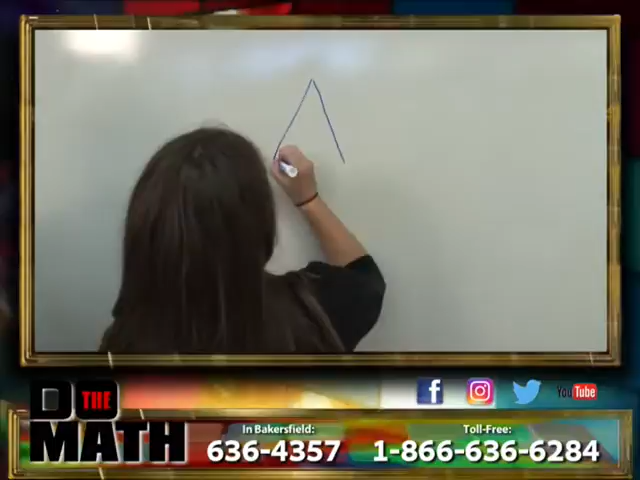 DO THE MATH
In Bakersfield:
636-4357
Toll-Free:
1-866-636-6284
f
YouTube